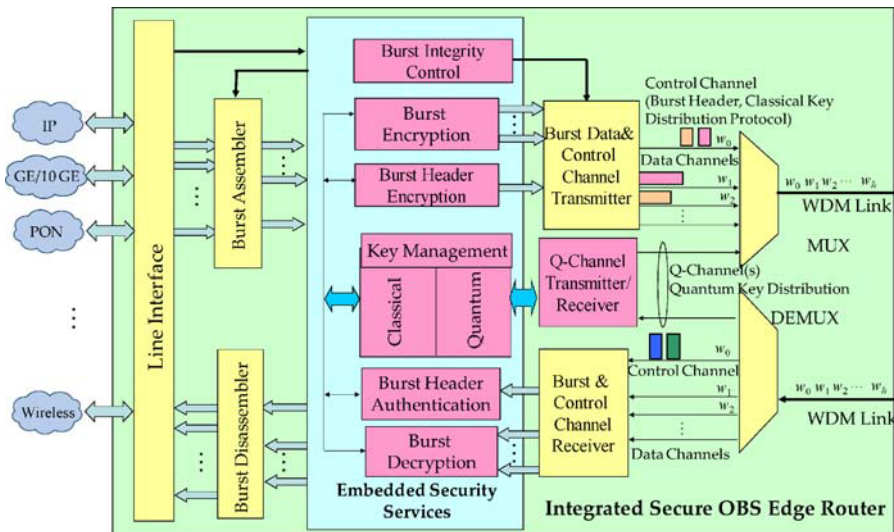 IP
GE/10 GE
PON
⋯
Wireless
Line Interface
Burst Assembler
Burst Disassembler
Burst Integrity
Control
Burst
Encryption
Burst Header
Encryption
Key Management
Classical
Quantum
Burst Header
Authentication
Burst
Decryption
Embedded Security
Services
Burst Data&
Control
Channel
Transmitter
Q-Channel
Transmitter/
Receiver
Burst &
Control
Channel
Receiver
Control Channel
(Burst Header, Classical Key
Distribution Protocol)
w0
Data Channels
w1
w2
w0 w1 w2 ⋯ wh
WDM Link
MUX
Q-Channel(s)
Quantum Key Distribution
DEMUX
w0
Control Channel
w1
w2
Data Channels
w0 w1 w2 ⋯ wh
WDM Link
Integrated Secure OBS Edge Router